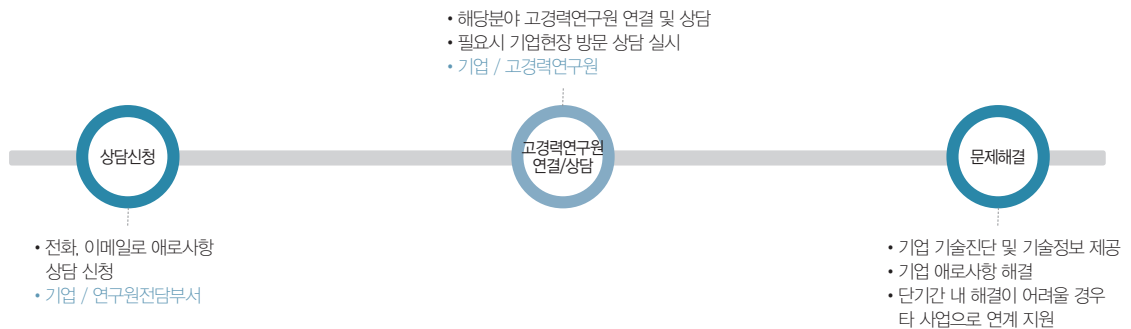 • 해당분야 고경력연구원 연결 및 상담
• 필요시 기업현장 방문 상담 실시
• 기업 / 고경력연구원
상담신청
고경력연구원
연결/상담
문제해결
• 전화, 이메일로 애로사항
상담 신청
• 기업 / 연구원전담부서
• 기업 기술진단 및 기술정보 제공
• 기업 애로사항 해결
• 단기간 내 해결이 어려울 경우
타 사업으로 연계 지원